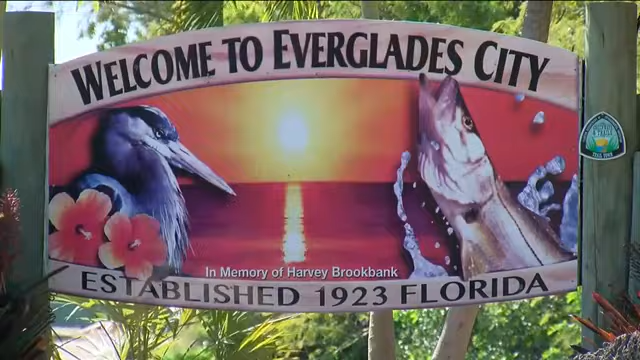 WELCOME TO EVERGLADES CITY
In Memory of Harvey Brookbank
ESTABLISHED 1923 FLORIDA